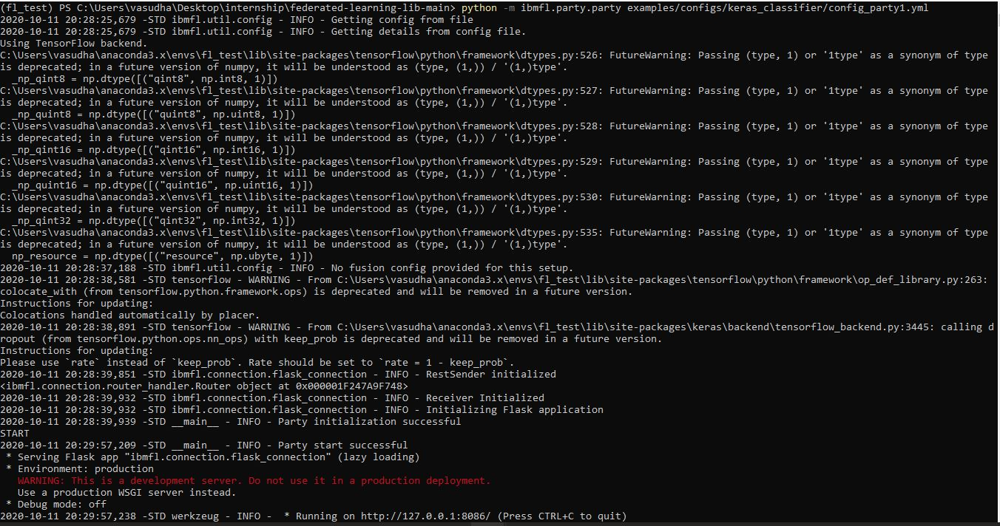 (fl_test) PS C:\Users\vasudha\Desktop\internship\federated-learning-lib-main> python -m ibmfl.party.party examples/configs/keras_classifier/config_party1.yml
2020-10-11 20:28:25,679 -STD ibmfl.util.config - INFO - Getting config from file
2020-10-11 20:28:25,679 -STD ibmfl.util.config - INFO - Getting details from config file.
Using TensorFlow backend.
C:\Users\vasudha\anaconda3.x\envs\fl_test\lib\site-packages\tensorflow\python\framework\dtypes.py:526: FutureWarning: Passing (type, 1) or '1type' as a synonym of type
is deprecated; in a future version of numpy, it will be understood as (type, (1,)) / '(1,)type'.
  _np_qint8 = np.dtype([("qint8", np.int8, 1)])
C:\Users\vasudha\anaconda3.x\envs\fl_test\lib\site-packages\tensorflow\python\framework\dtypes.py:527: FutureWarning: Passing (type, 1) or '1type' as a synonym of type
is deprecated; in a future version of numpy, it will be understood as (type, (1,)) / '(1,)type'.
  _np_quint8 = np.dtype([("quint8", np.uint8, 1)])
C:\Users\vasudha\anaconda3.x\envs\fl_test\lib\site-packages\tensorflow\python\framework\dtypes.py:528: FutureWarning: Passing (type, 1) or '1type' as a synonym of type
is deprecated; in a future version of numpy, it will be understood as (type, (1,)) / '(1,)type'.
  _np_qint16 = np.dtype([("qint16", np.int16, 1)])
C:\Users\vasudha\anaconda3.x\envs\fl_test\lib\site-packages\tensorflow\python\framework\dtypes.py:529: FutureWarning: Passing (type, 1) or '1type' as a synonym of type
is deprecated; in a future version of numpy, it will be understood as (type, (1,)) / '(1,)type'.
  _np_quint16 = np.dtype([("quint16", np.uint16, 1)])
C:\Users\vasudha\anaconda3.x\envs\fl_test\lib\site-packages\tensorflow\python\framework\dtypes.py:530: FutureWarning: Passing (type, 1) or '1type' as a synonym of type
is deprecated; in a future version of numpy, it will be understood as (type, (1,)) / '(1,)type'.
  _np_qint32 = np.dtype([("qint32", np.int32, 1)])
C:\Users\vasudha\anaconda3.x\envs\fl_test\lib\site-packages\tensorflow\python\framework\dtypes.py:535: FutureWarning: Passing (type, 1) or '1type' as a synonym of type
is deprecated; in a future version of numpy, it will be understood as (type, (1,)) / '(1,)type'.
  np_resource = np.dtype([("resource", np.ubyte, 1)])
2020-10-11 20:28:37,188 -STD ibmfl.util.config - INFO - No fusion config provided for this setup.
2020-10-11 20:28:38,581 -STD tensorflow - WARNING - From C:\Users\vasudha\anaconda3.x\envs\fl_test\lib\site-packages\tensorflow\python\framework\op_def_library.py:263:
colocate_with (from tensorflow.python.framework.ops) is deprecated and will be removed in a future version.
Instructions for updating:
Colocations handled automatically by placer.
2020-10-11 20:28:38,891 -STD tensorflow - WARNING - From C:\Users\vasudha\anaconda3.x\envs\fl_test\lib\site-packages\keras\backend\tensorflow_backend.py:3445: calling d
ropout (from tensorflow.python.ops.nn_ops) with keep_prob is deprecated and will be removed in a future version.
Instructions for updating:
Please use `rate` instead of `keep_prob`. Rate should be set to `rate = 1 - keep_prob`.
2020-10-11 20:28:39,851 -STD ibmfl.connection.flask_connection - INFO - RestSender initialized
<ibmfl.connection.router_handler.Router object at 0x000001F247A9F748>
2020-10-11 20:28:39,932 -STD ibmfl.connection.flask_connection - INFO - Receiver Initialized
2020-10-11 20:28:39,932 -STD ibmfl.connection.flask_connection - INFO - Initializing Flask application
2020-10-11 20:28:39,939 -STD __main__ - INFO - Party initialization successful
START
2020-10-11 20:29:57,209 -STD __main__ - INFO - Party start successful
 * Serving Flask app "ibmfl.connection.flask_connection" (lazy loading)
 * Environment: production
   WARNING: This is a development server. Do not use it in a production deployment.
   Use a production WSGI server instead.
 * Debug mode: off
2020-10-11 20:29:57,238 -STD werkzeug - INFO -  * Running on http://127.0.0.1:8086/ (Press CTRL+C to quit)